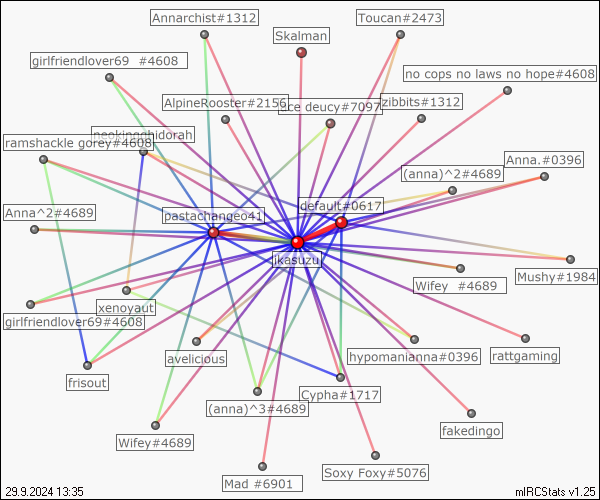 Annarchist#1312
Toucan#2473
Skalman
girlfriendlover69 #4608
no cops no laws no hope#4608
AlpineRooster#2156
ace deucy#7097
zibbits#1312
neokingghidorah
ramshackle gorey#4608
Anna.#0396
(anna)^2#4689
default#0617
Anna^2#4689
pastachangeo41
jkasuzu
Mushy#1984
Wifey #4689
xenoyaut
girlfriendlover69#4608
avelicious
hypomanianna#0396
rattgaming
frisout
Cypha#1717
(anna)^3#4689
fakedingo
Wifey#4689
Soxy Foxy#5076
Mad #6901
29.9.2024 13:35
mIRCStats v1.25